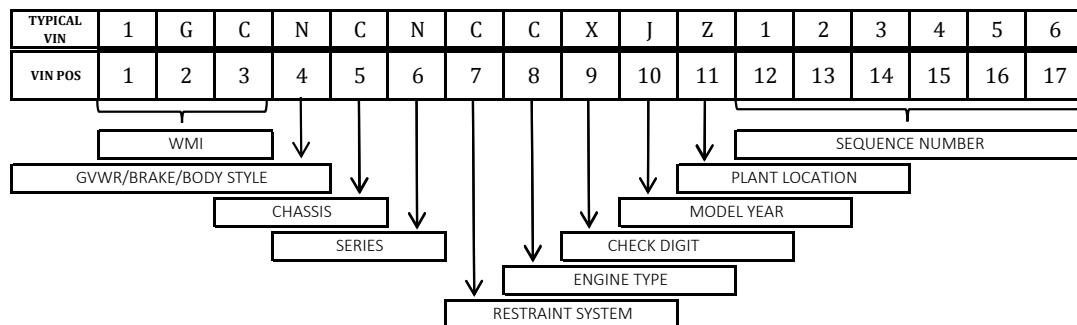 TYPICAL VIN 1 G C N C N C C X J Z 1 2 3 4 5 6
VIN POS 1 2 3 4 5 6 7 8 9 10 11 12 13 14 15 16 17
WMI SEQUENCE NUMBER
GVWR/BRAKE/BODY STYLE PLANT LOCATION
CHASSIS MODEL YEAR
SERIES CHECK DIGIT
ENGINE TYPE
RESTRAINT SYSTEM